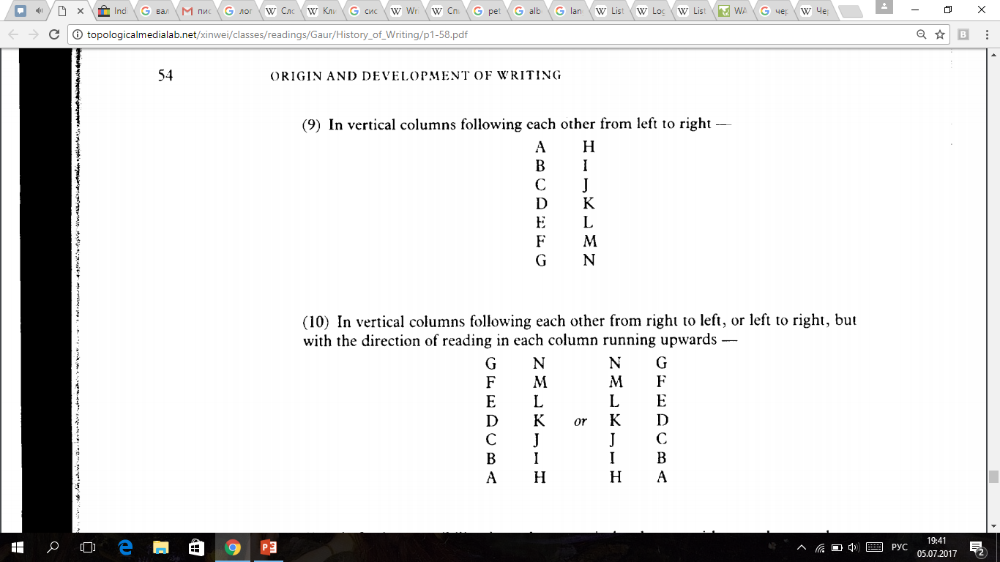 Ind
вал
пис
лог
Сло
Кли
сис
Wri
Спи
pet
alb
lan
List
Log
List
WA
чер
Чер
topologicalmedialab.net/xinwei/classes/readings/Gaur/History_of_Writing/p1-58.pdf
B
54 ORIGIN AND DEVELOPMENT OF WRITING
(9) In vertical columns following each other from left to right —
A H
B I
C J
D K
E L
F M
G N
(10) In vertical columns following each other from right to left, or left to right, but
with the direction of reading in each column running upwards —
G N N G
F M M F
E L L E
D K or K D
C J J C
B I I B
A H H A
РУС
19:41
05.07.2017
2